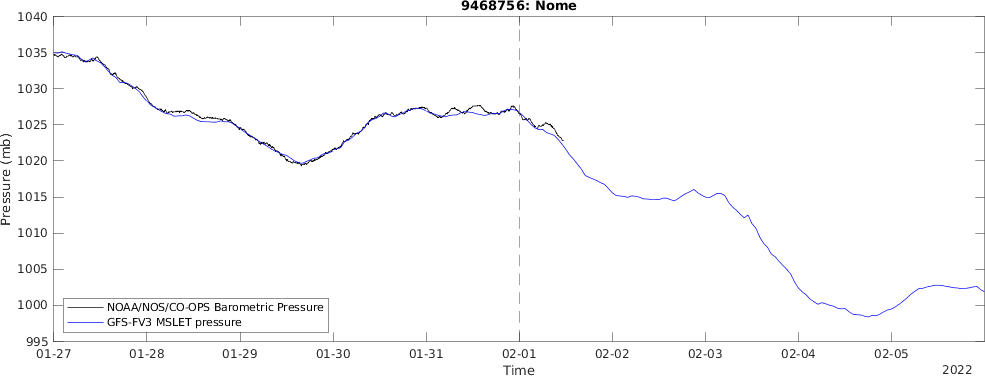 9468756: Nome
1040
1035
1030
1025
1020
1015
1010
1005
1000
995
Pressure (mb)
NOAA/NOS/CO-OPS Barometric Pressure
GFS-FV3 MSLET pressure
01-27 01-28 01-29 01-30 01-31 02-01 02-02 02-03 02-04 02-05
Time
2022